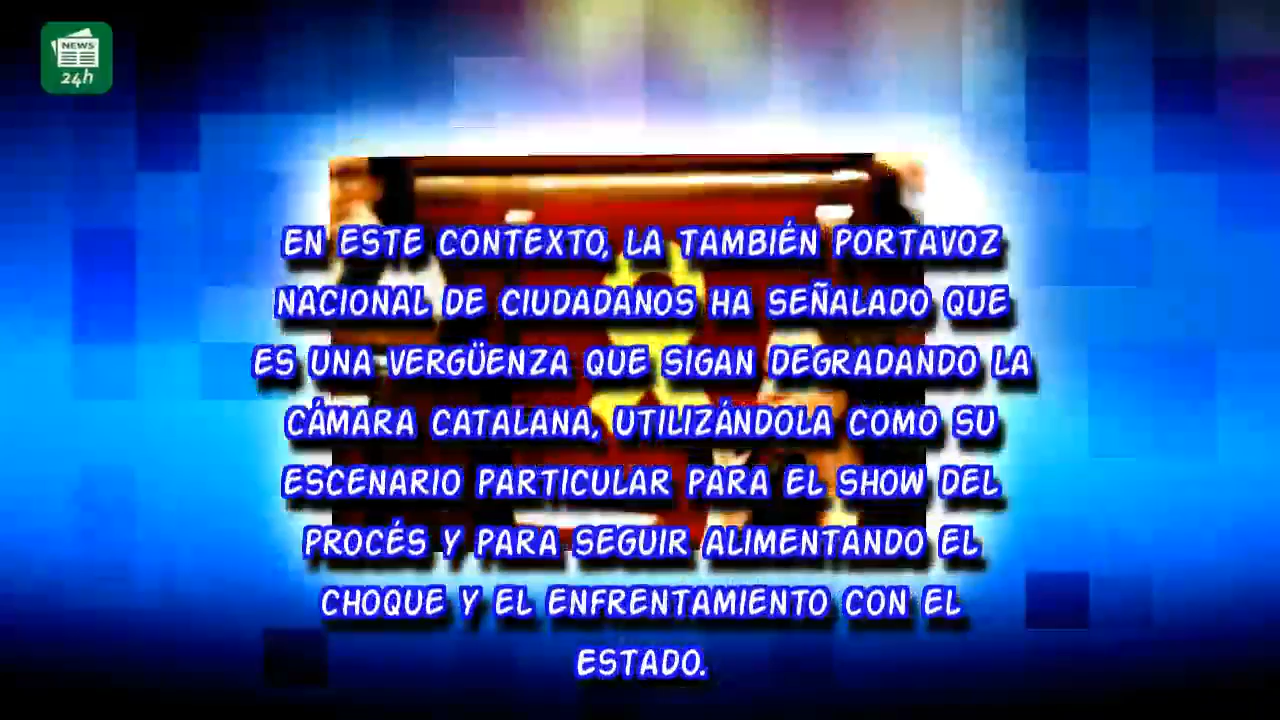 NEWS
24h
EN ESTE CONTEXTO, LA TAMBIÉN PORTAVOZ
NACIONAL DE CIUDADANOS HA SEÑALADO QUE
ES UNA VERGÜENZA QUE SIGAN DEGRADANDO LA
CÁMARA CATALANA, UTILIZÁNDOLA COMO SU
ESCENARIO PARTICULAR PARA EL SHOW DEL
PROCÉS Y PARA SEGUIR ALIMENTANDO EL
CHOQUE Y EL ENFRENTAMIENTO CON EL
ESTADO.